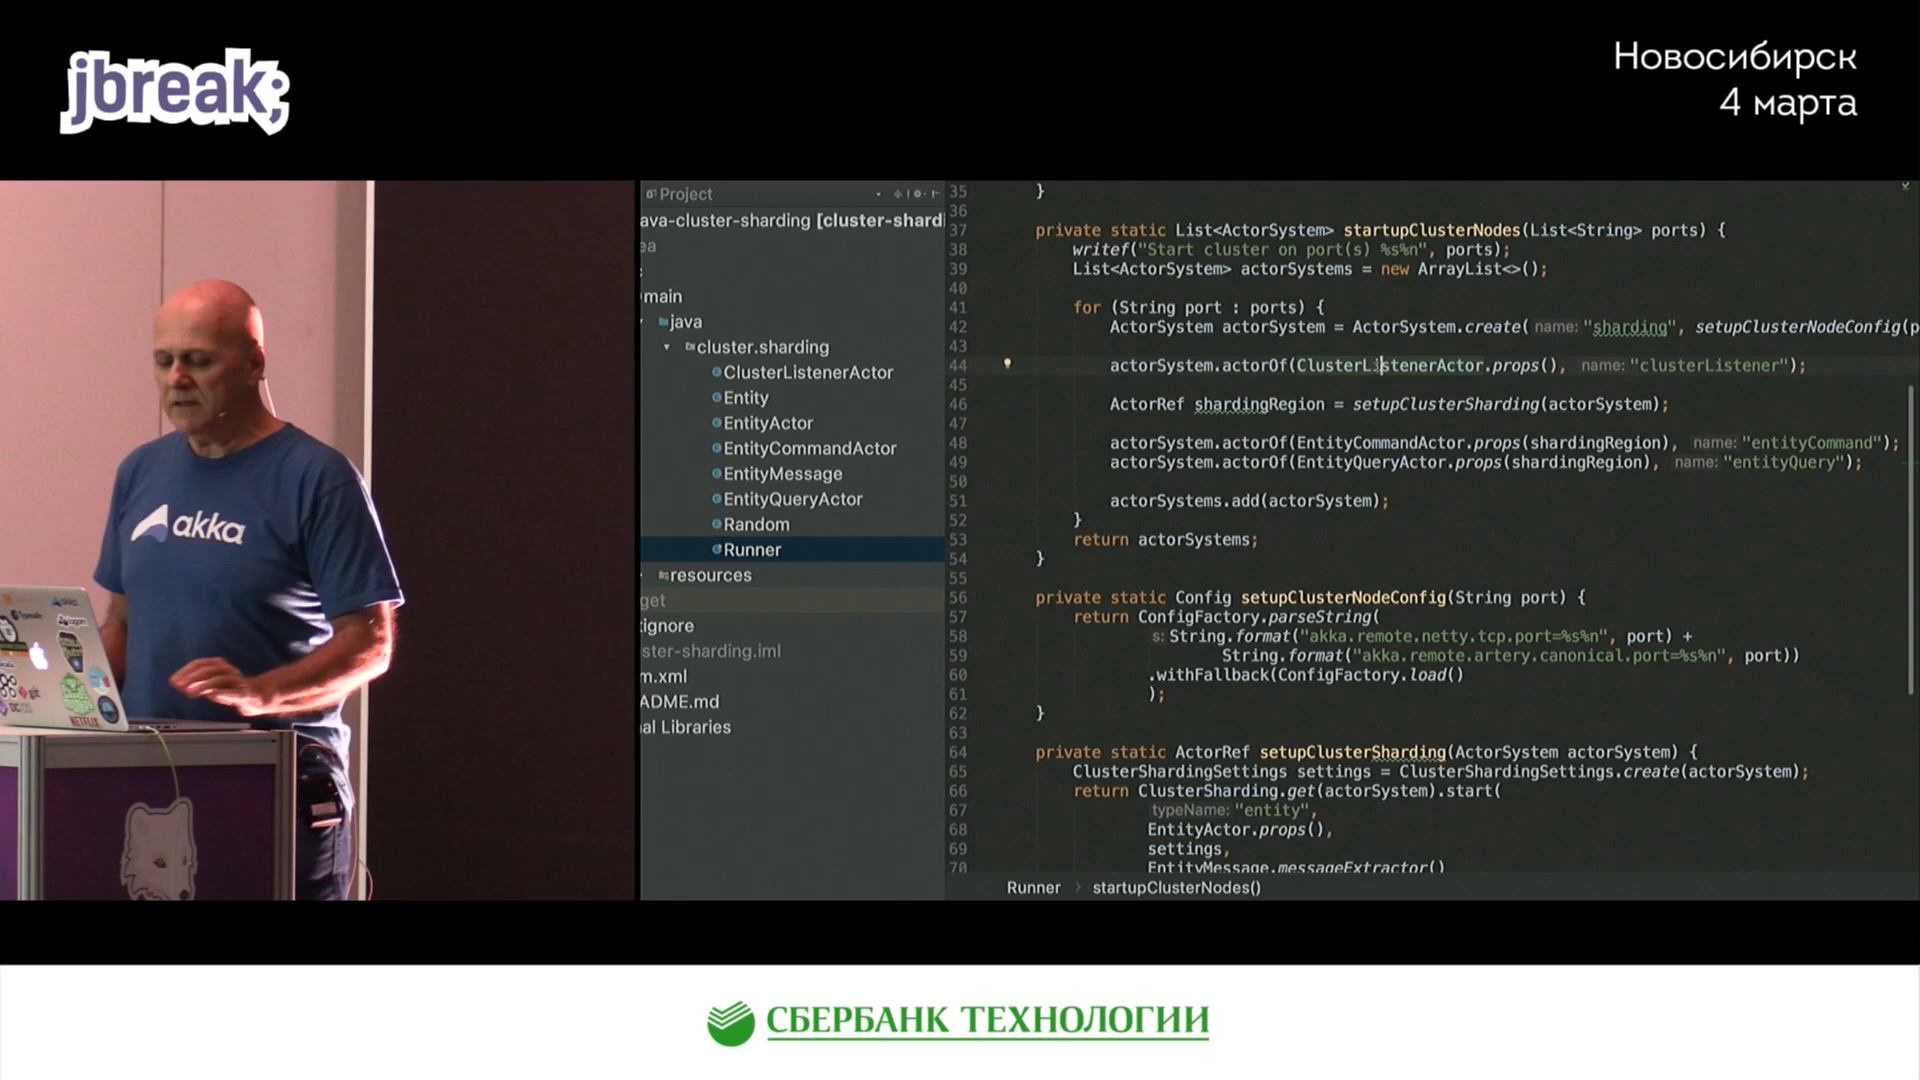 jbreak;
Новосибирск
4 марта
akka
akka
git
NETFLIX
Project
ava-cluster-sharding [cluster-shardi
ea
main
java
cluster.sharding
ClusterListenerActor
Entity
EntityActor
EntityCommandActor
EntityMessage
EntityQueryActor
Random
Runner
resources
get
ignore
ster-sharding.iml
m.xml
ADME.md
al Libraries
35 }
36
37 private static List<ActorSystem> startupClusterNodes(List<String> ports) {
38 writef("Start cluster on port(s) %s%n", ports);
39 List<ActorSystem> actorSystems = new ArrayList<>();
40
41 for (String port : ports) {
42 ActorSystem actorSystem = ActorSystem.create( name: "sharding", setupClusterNodeConfig(p
43
44 actorSystem.actorOf(ClusterListenerActor.props(), name: "clusterListener");
45
46 ActorRef shardingRegion = setupClusterSharding(actorSystem);
47
48 actorSystem.actorOf(EntityCommandActor.props(shardingRegion), name: "entityCommand");
49 actorSystem.actorOf(EntityQueryActor.props(shardingRegion), name: "entityQuery");
50
51 actorSystems.add(actorSystem);
52 }
53 return actorSystems;
54 }
55
56 private static Config setupClusterNodeConfig(String port) {
57 return ConfigFactory.parseString(
58 s: String.format("akka.remote.netty.tcp.port=%s%n", port) +
59 String.format("akka.remote.artery.canonical.port=%s%n", port))
60 .withFallback(ConfigFactory.load()
61 );
62 }
63
64 private static ActorRef setupClusterSharding(ActorSystem actorSystem) {
65 ClusterShardingSettings settings = ClusterShardingSettings.create(actorSystem);
66 return ClusterSharding.get(actorSystem).start(
67 typeName: "entity",
68 EntityActor.props(),
69 settings,
70 EntityMessage.messageExtractor()
Runner › startupClusterNodes()
СБЕРБАНК ТЕХНОЛОГИИ